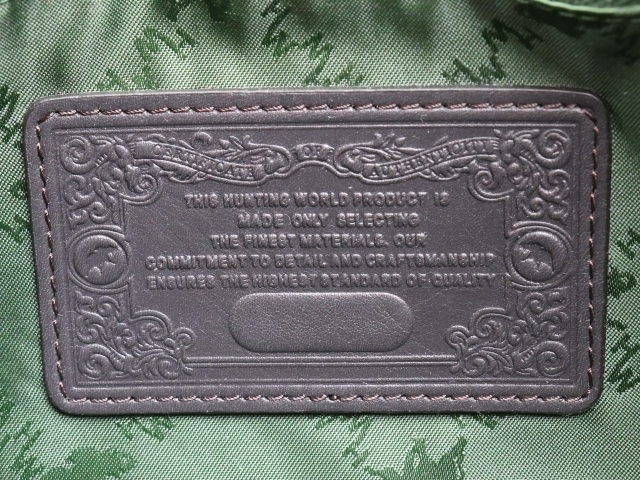 CERTIFICATE OF AUTHENTICITY
THIS HUNTING WORLD PRODUCT IS
MADE ONLY SELECTING
THE FINEST MATERIALS. OUR
COMMITMENT TO DETAIL AND CRAFTSMANSHIP
ENSURES THE HIGHEST STANDARD OF QUALITY